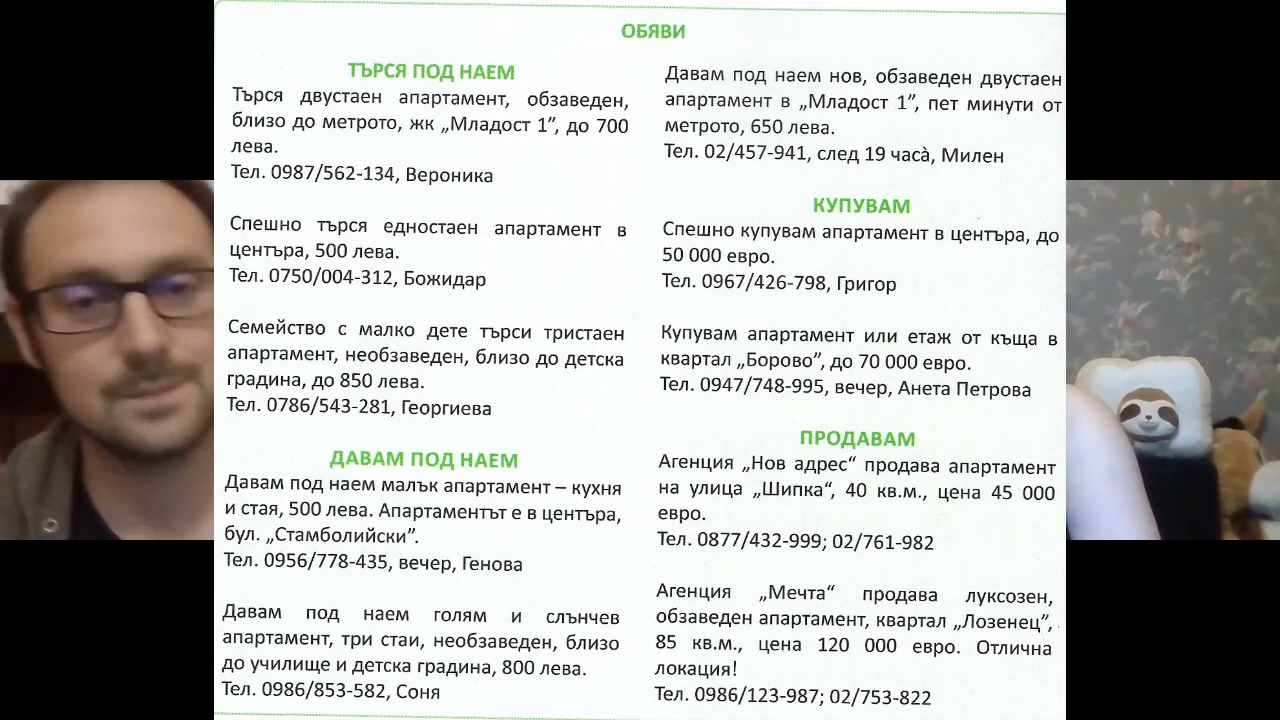 ОБЯВИ
ТЪРСЯ ПОД НАЕМ
Търся двустаен апартамент, обзаведен,
близо до метрото, жк „Младост 1”, до 700
лева.
Тел. 0987/562-134, Вероника
Спешно търся едностаен апартамент в
центъра, 500 лева.
Тел. 0750/004-312, Божидар
Семейство с малко дете търси тристаен
апартамент, необзаведен, близо до детска
градина, до 850 лева.
Тел. 0786/543-281, Георгиева
ДАВАМ ПОД НАЕМ
Давам под наем малък апартамент – кухня
и стая, 500 лева. Апартаментът е в центъра,
бул. „Стамболийски”.
Тел. 0956/778-435, вечер, Генова
Давам под наем голям и слънчев
апартамент, три стаи, необзаведен, близо
до училище и детска градина, 800 лева.
Тел. 0986/853-582, Соня
Давам под наем нов, обзаведен двустаен
апартамент в „Младост 1”, пет минути от
метрото, 650 лева.
Тел. 02/457-941, след 19 часà, Милен
КУПУВАМ
Спешно купувам апартамент в центъра, до
50 000 евро.
Тел. 0967/426-798, Григор
Купувам апартамент или етаж от къща в
квартал „Борово”, до 70 000 евро.
Тел. 0947/748-995, вечер, Анета Петрова
ПРОДАВАМ
Агенция „Нов адрес“ продава апартамент
на улица „Шипка“, 40 кв.м., цена 45 000
евро.
Тел. 0877/432-999; 02/761-982
Агенция „Мечта“ продава луксозен,
обзаведен апартамент, квартал „Лозенец”,
85 кв.м., цена 120 000 евро. Отлична
локация!
Тел. 0986/123-987; 02/753-822